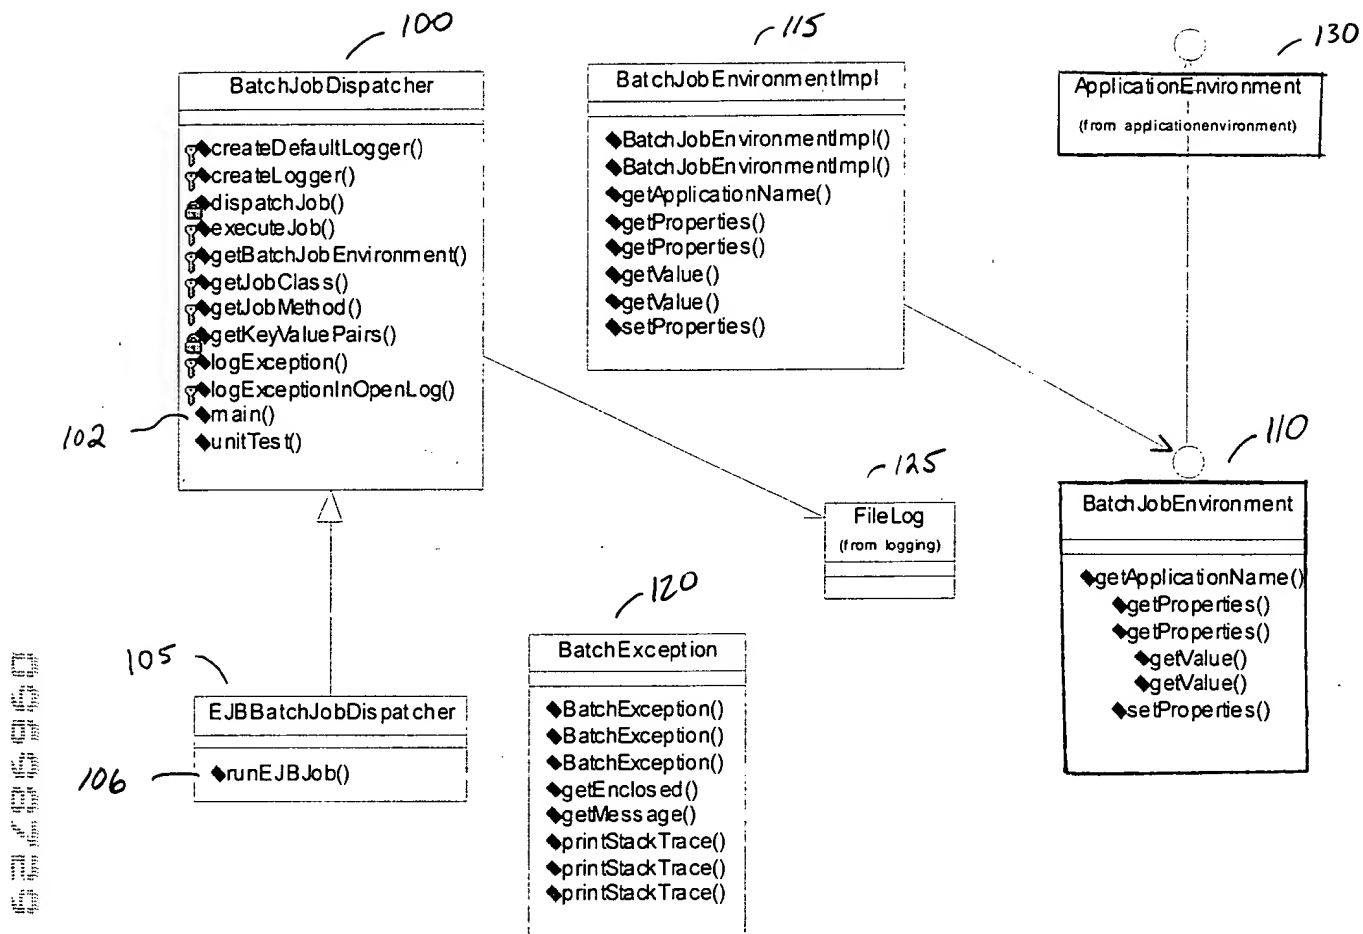 100
BatchJobDispatcher
createDefaultLogger()
createLogger()
dispatchJob()
executeJob()
getBatchJobEnvironment()
getJobClass()
getJobMethod()
getKeyValuePairs()
logException()
logExceptionInOpenLog()
main()
unitTest()
102
115
BatchJobEnvironmentImpl
BatchJobEnvironmentImpl()
BatchJobEnvironmentImpl()
getApplicationName()
getProperties()
getProperties()
getValue()
getValue()
setProperties()
130
ApplicationEnvironment
(from applicationenvironment)
125
FileLog
(from logging)
110
BatchJobEnvironment
getApplicationName()
getProperties()
getProperties()
getValue()
getValue()
setProperties()
105
EJBBatchJobDispatcher
106
runEJBJob()
120
BatchException
BatchException()
BatchException()
BatchException()
getEnclosed()
getMessage()
printStackTrace()
printStackTrace()
printStackTrace()